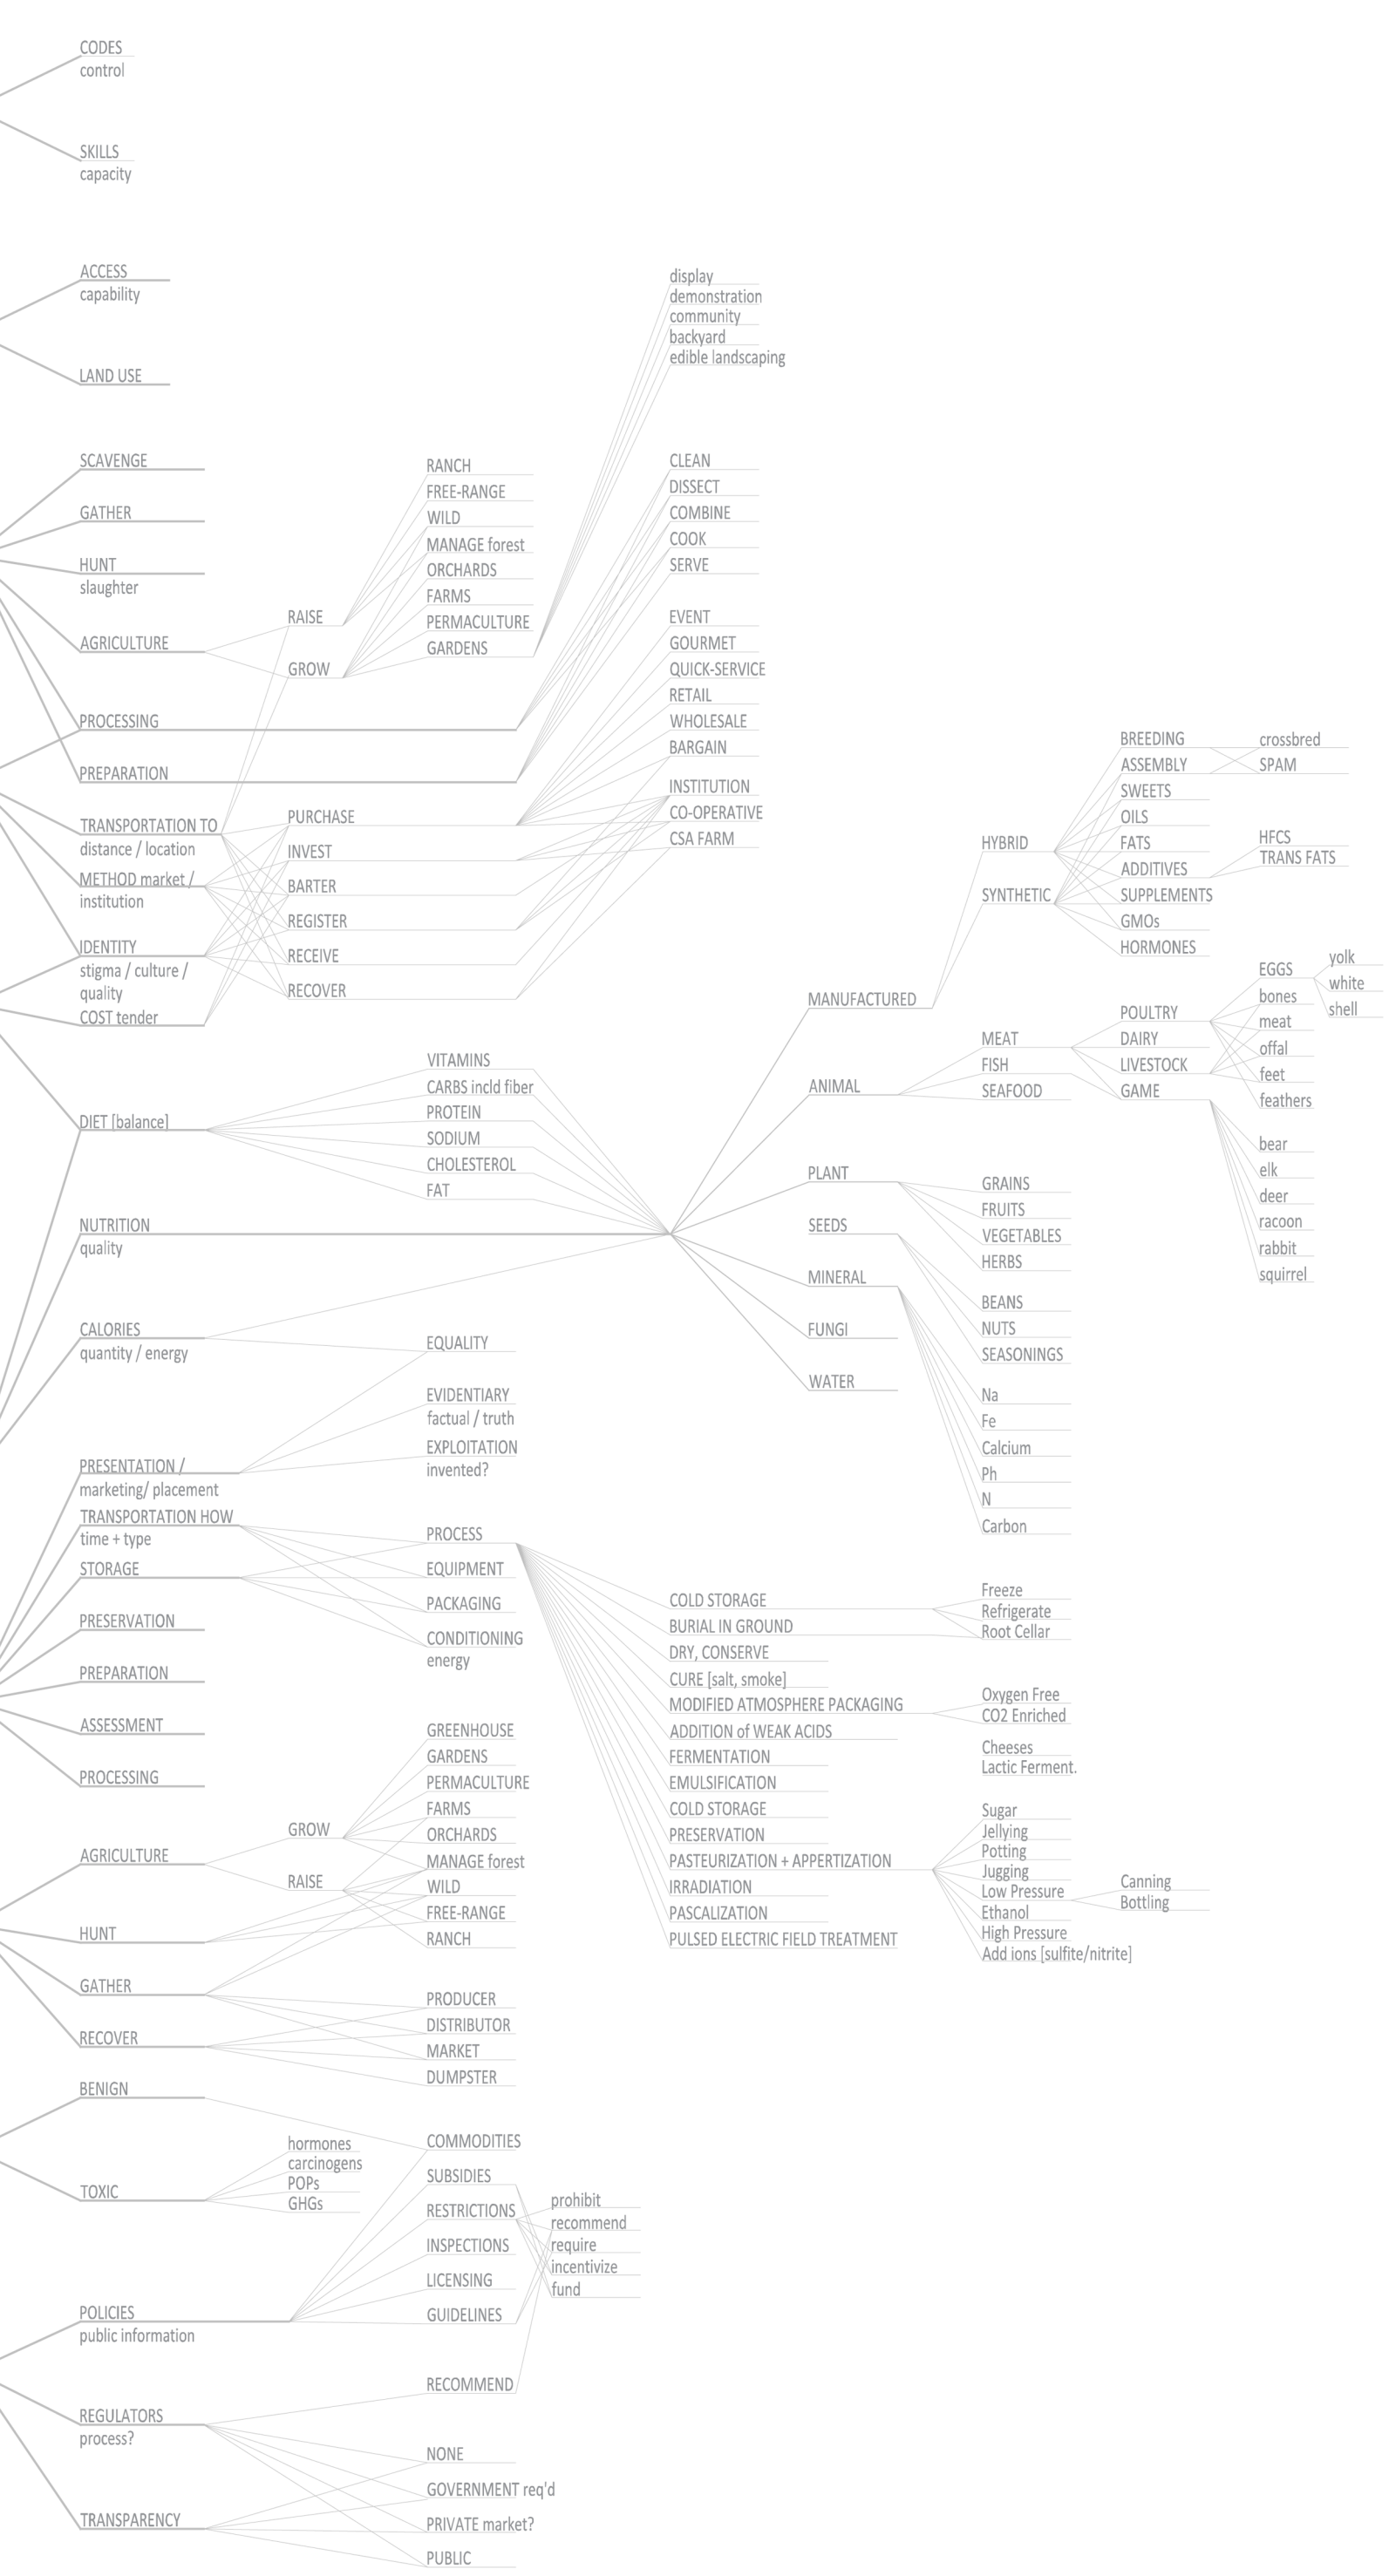 CODES
control
SKILLS
capacity
ACCESS
capability
LAND USE
SCAVENGE
GATHER
HUNT
slaughter
AGRICULTURE
PROCESSING
PREPARATION
TRANSPORTATION TO
distance / location
METHOD market /
institution
IDENTITY
stigma / culture /
quality
COST tender
DIET [balance]
NUTRITION
quality
CALORIES
quantity / energy
PRESENTATION /
marketing/ placement
TRANSPORTATION HOW
time + type
STORAGE
PRESERVATION
PREPARATION
ASSESSMENT
PROCESSING
AGRICULTURE
HUNT
GATHER
RECOVER
BENIGN
TOXIC
POLICIES
public information
REGULATORS
process?
TRANSPARENCY
RAISE
GROW
PURCHASE
INVEST
BARTER
REGISTER
RECEIVE
RECOVER
GROW
RAISE
hormones
carcinogens
POPs
GHGs
RANCH
FREE-RANGE
WILD
MANAGE forest
ORCHARDS
FARMS
PERMACULTURE
GARDENS
VITAMINS
CARBS incld fiber
PROTEIN
SODIUM
CHOLESTEROL
FAT
EQUALITY
EVIDENTIARY
factual / truth
EXPLOITATION
invented?
PROCESS
EQUIPMENT
PACKAGING
CONDITIONING
energy
GREENHOUSE
GARDENS
PERMACULTURE
FARMS
ORCHARDS
MANAGE forest
WILD
FREE-RANGE
RANCH
PRODUCER
DISTRIBUTOR
MARKET
DUMPSTER
COMMODITIES
SUBSIDIES
RESTRICTIONS
INSPECTIONS
LICENSING
GUIDELINES
RECOMMEND
NONE
GOVERNMENT req'd
PRIVATE market?
PUBLIC
prohibit
recommend
require
incentivize
fund
display
demonstration
community
backyard
edible landscaping
CLEAN
DISSECT
COMBINE
COOK
SERVE
EVENT
GOURMET
QUICK-SERVICE
RETAIL
WHOLESALE
BARGAIN
INSTITUTION
CO-OPERATIVE
CSA FARM
COLD STORAGE
BURIAL IN GROUND
DRY, CONSERVE
CURE [salt, smoke]
MODIFIED ATMOSPHERE PACKAGING
ADDITION of WEAK ACIDS
FERMENTATION
EMULSIFICATION
COLD STORAGE
PRESERVATION
PASTEURIZATION + APPERTIZATION
IRRADIATION
PASCALIZATION
PULSED ELECTRIC FIELD TREATMENT
MANUFACTURED
ANIMAL
PLANT
SEEDS
MINERAL
FUNGI
WATER
HYBRID
SYNTHETIC
MEAT
FISH
SEAFOOD
GRAINS
FRUITS
VEGETABLES
HERBS
BEANS
NUTS
SEASONINGS
Na
Fe
Calcium
Ph
N
Carbon
Freeze
Refrigerate
Root Cellar
Oxygen Free
CO2 Enriched
Cheeses
Lactic Ferment.
Sugar
Jellying
Potting
Jugging
Low Pressure
Ethanol
High Pressure
Add ions [sulfite/nitrite]
BREEDING
ASSEMBLY
SWEETS
OILS
FATS
ADDITIVES
SUPPLEMENTS
GMOs
HORMONES
POULTRY
DAIRY
LIVESTOCK
GAME
Canning
Bottling
crossbred
SPAM
HFCS
TRANS FATS
EGGS
bones
meat
offal
feet
feathers
bear
elk
deer
racoon
rabbit
squirrel
yolk
white
shell